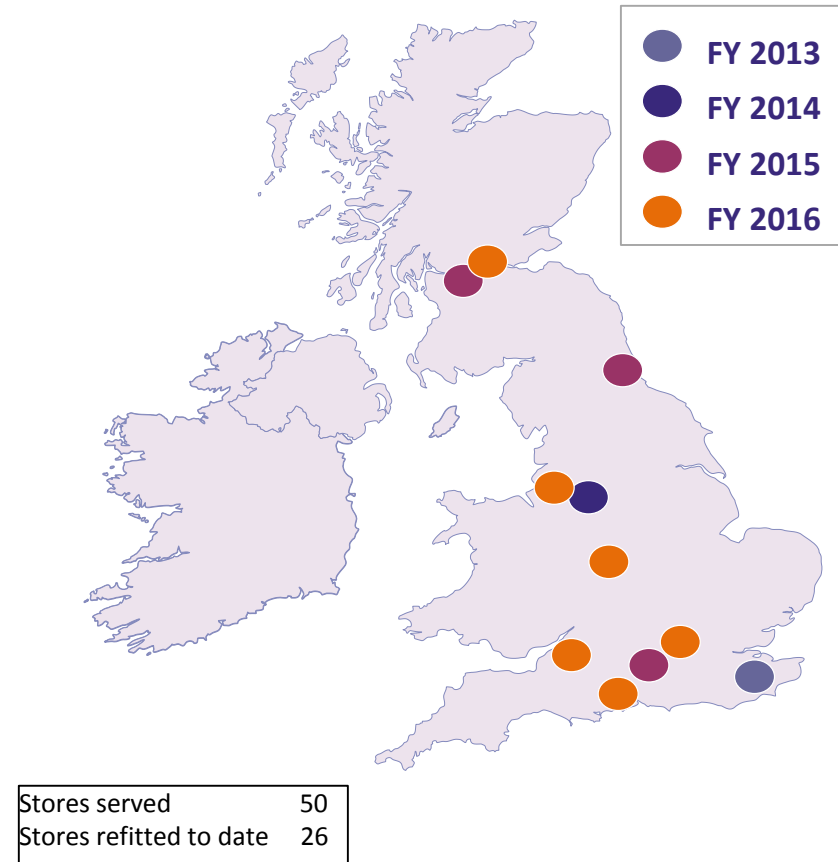 FY 2013
FY 2014
FY 2015
FY 2016
Stores served 50
Stores refitted to date 26